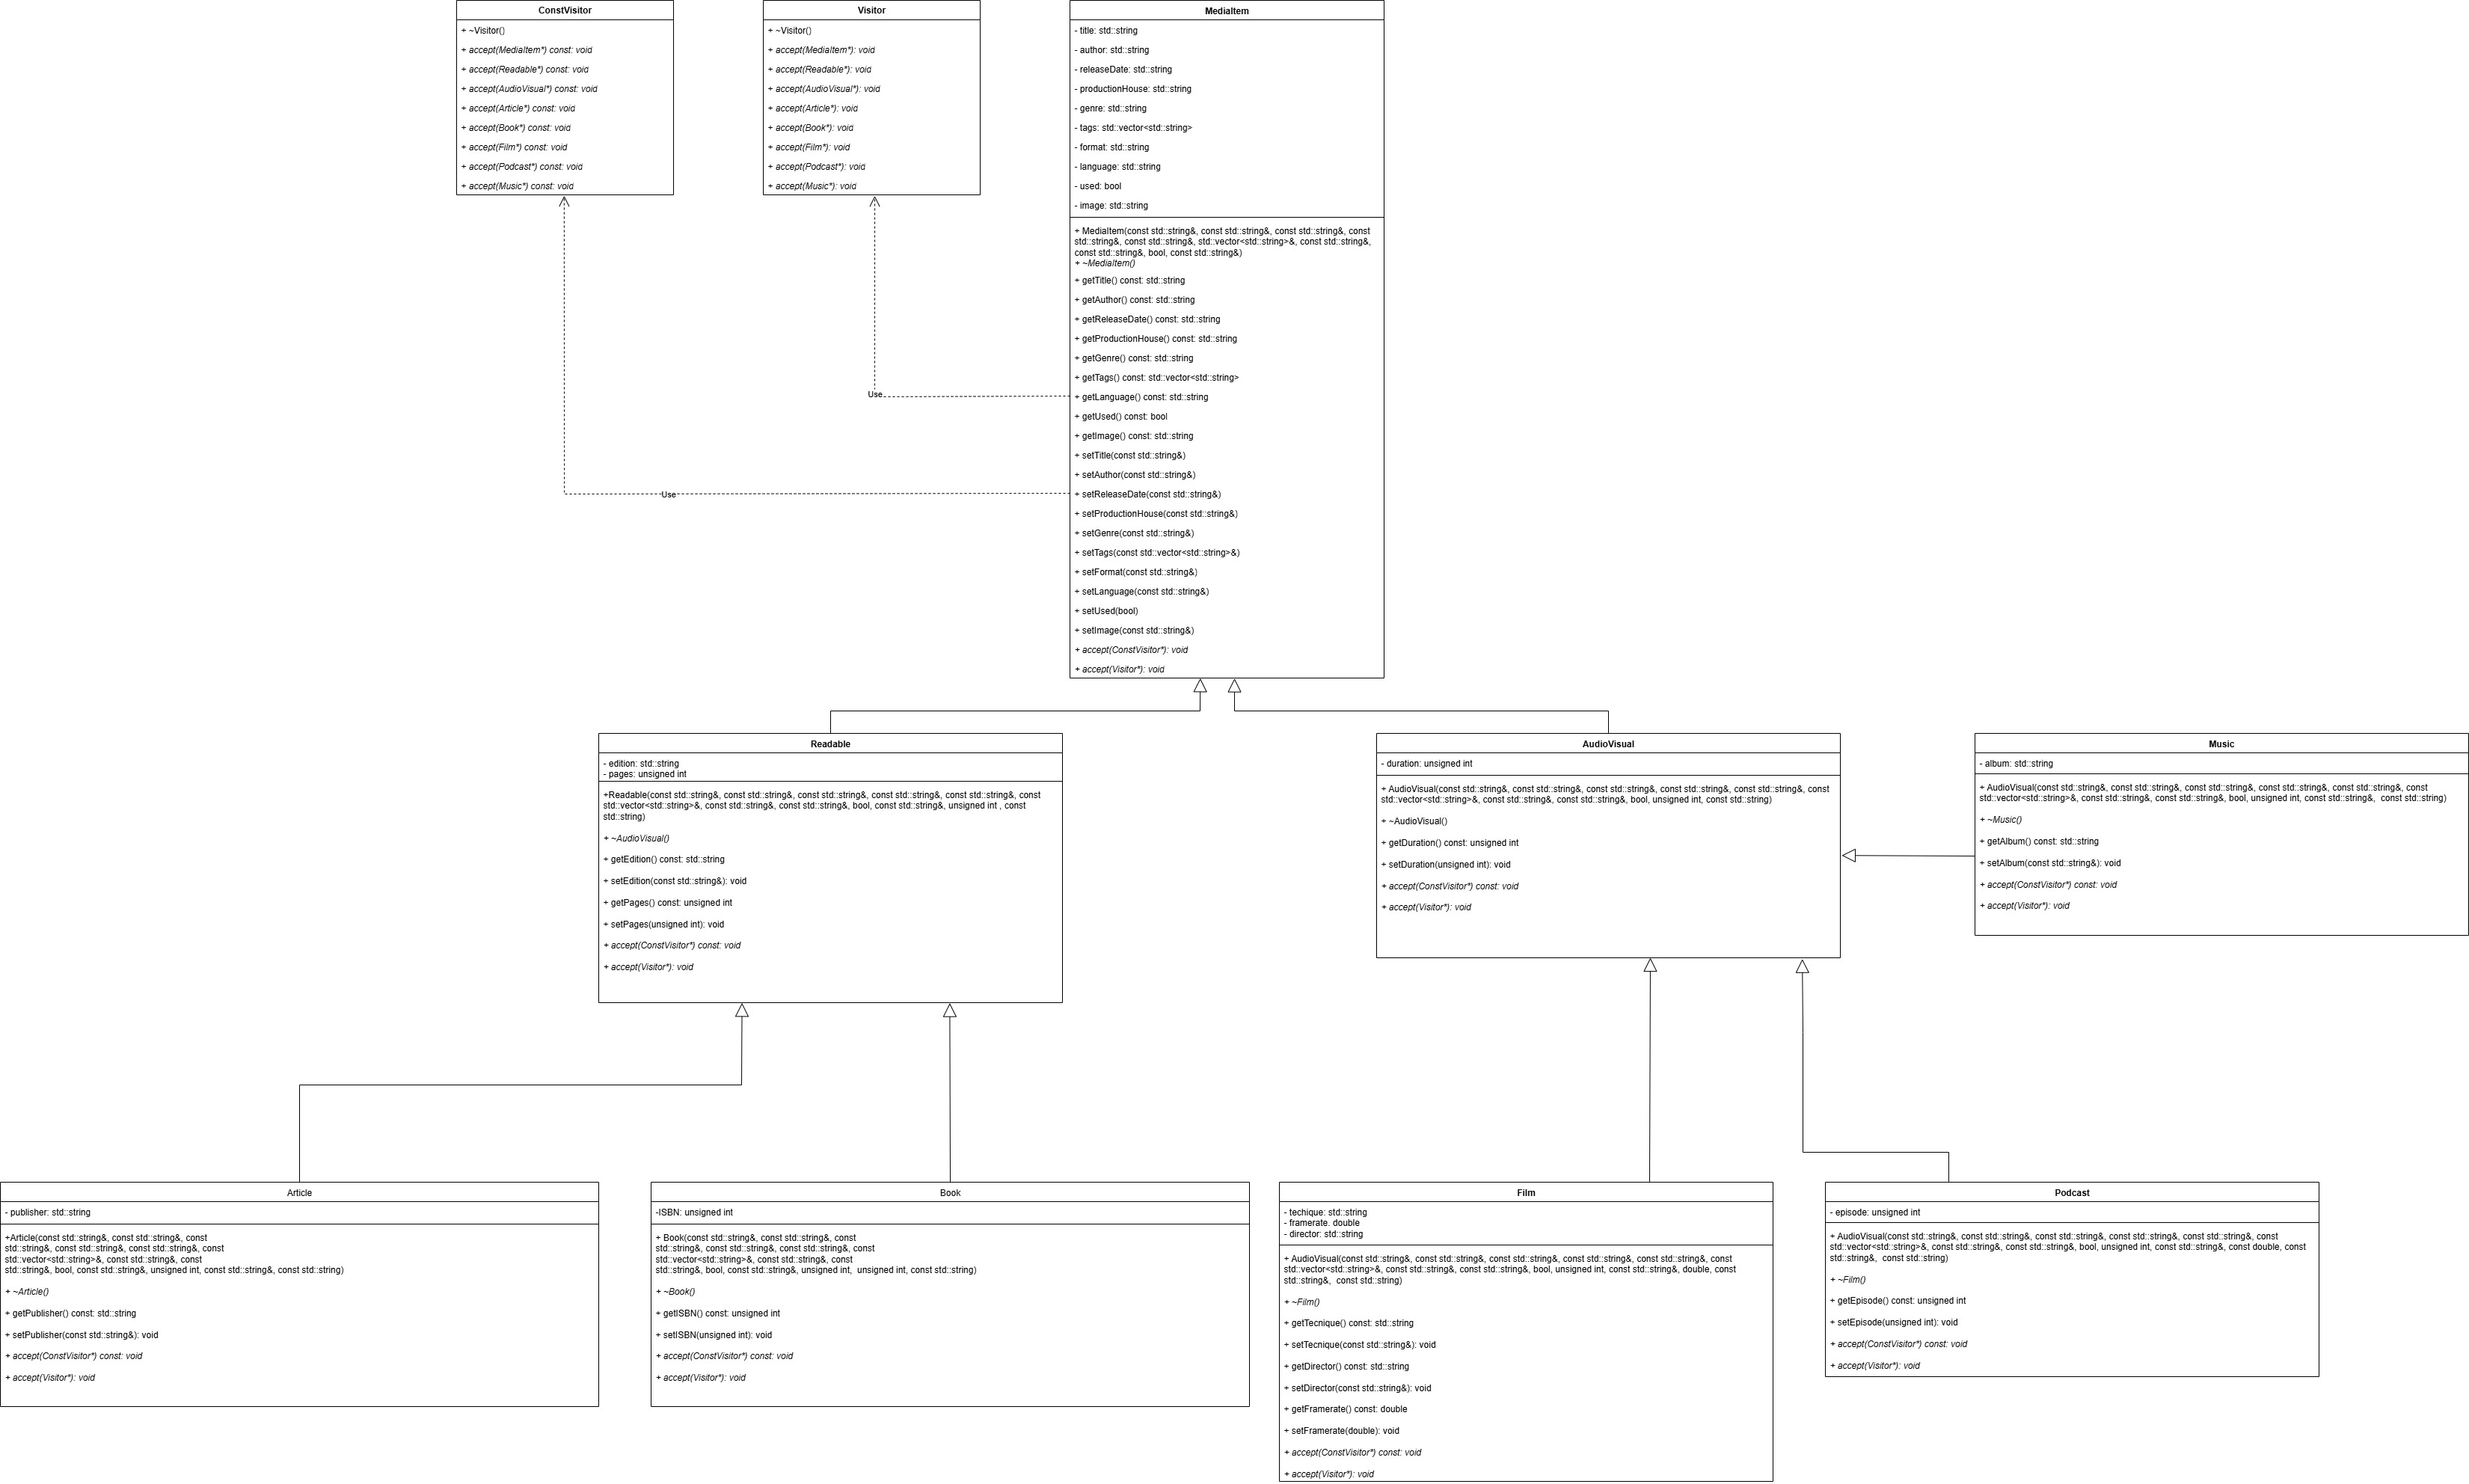 ConstVisitor
+ ~Visitor()
+ accept(MediaItem*) const: void
+ accept(Readable*) const: void
+ accept(AudioVisual*) const: void
+ accept(Article*) const: void
+ accept(Book*) const: void
+ accept(Film*) const: void
+ accept(Podcast*) const: void
+ accept(Music*) const: void
Visitor
+ ~Visitor()
+ accept(MediaItem*): void
+ accept(Readable*): void
+ accept(AudioVisual*): void
+ accept(Article*): void
+ accept(Book*): void
+ accept(Film*): void
+ accept(Podcast*): void
+ accept(Music*): void
MediaItem
- title: std::string
- author: std::string
- releaseDate: std::string
- productionHouse: std::string
- genre: std::string
- tags: std::vector<std::string>
- format: std::string
- language: std::string
- used: bool
- image: std::string
+ MediaItem(const std::string&, const std::string&, const std::string&, const
std::string&, const std::string&, std::vector<std::string>&, const std::string&,
const std::string&, bool, const std::string&)
+ ~MediaItem()
+ getTitle() const: std::string
+ getAuthor() const: std::string
+ getReleaseDate() const: std::string
+ getProductionHouse() const: std::string
+ getGenre() const: std::string
+ getTags() const: std::vector<std::string>
+ getLanguage() const: std::string
+ getUsed() const: bool
+ getImage() const: std::string
+ setTitle(const std::string&)
+ setAuthor(const std::string&)
+ setReleaseDate(const std::string&)
+ setProductionHouse(const std::string&)
+ setGenre(const std::string&)
+ setTags(const std::vector<std::string>&)
+ setFormat(const std::string&)
+ setLanguage(const std::string&)
+ setUsed(bool)
+ setImage(const std::string&)
+ accept(ConstVisitor*): void
+ accept(Visitor*): void
Use
Use
Readable
- edition: std::string
- pages: unsigned int
+Readable(const std::string&, const std::string&, const std::string&, const std::string&, const std::string&, const
std::vector<std::string>&, const std::string&, const std::string&, bool, const std::string&, unsigned int , const
std::string)
+ ~AudioVisual()
+ getEdition() const: std::string
+ setEdition(const std::string&): void
+ getPages() const: unsigned int
+ setPages(unsigned int): void
+ accept(ConstVisitor*) const: void
+ accept(Visitor*): void
AudioVisual
- duration: unsigned int
+ AudioVisual(const std::string&, const std::string&, const std::string&, const std::string&, const std::string&, const
std::vector<std::string>&, const std::string&, const std::string&, bool, unsigned int, const std::string)
+ ~AudioVisual()
+ getDuration() const: unsigned int
+ setDuration(unsigned int): void
+ accept(ConstVisitor*) const: void
+ accept(Visitor*): void
Music
- album: std::string
+ AudioVisual(const std::string&, const std::string&, const std::string&, const std::string&, const std::string&, const
std::vector<std::string>&, const std::string&, const std::string&, bool, unsigned int, const std::string&, const std::string)
+ ~Music()
+ getAlbum() const: std::string
+ setAlbum(const std::string&): void
+ accept(ConstVisitor*) const: void
+ accept(Visitor*): void
Article
- publisher: std::string
+Article(const std::string&, const std::string&, const
std::string&, const std::string&, const std::string&, const
std::vector<std::string>&, const std::string&, const
std::string&, bool, const std::string&, unsigned int, const std::string&, const std::string)
+ ~Article()
+ getPublisher() const: std::string
+ setPublisher(const std::string&): void
+ accept(ConstVisitor*) const: void
+ accept(Visitor*): void
Book
-ISBN: unsigned int
+ Book(const std::string&, const std::string&, const
std::string&, const std::string&, const std::string&, const
std::vector<std::string>&, const std::string&, const
std::string&, bool, const std::string&, unsigned int, unsigned int, const std::string)
+ ~Book()
+ getISBN() const: unsigned int
+ setISBN(unsigned int): void
+ accept(ConstVisitor*) const: void
+ accept(Visitor*): void
Film
- techique: std::string
- framerate. double
- director: std::string
+ AudioVisual(const std::string&, const std::string&, const std::string&, const std::string&, const std::string&, const
std::vector<std::string>&, const std::string&, const std::string&, bool, unsigned int, const std::string&, double, const
std::string&, const std::string)
+ ~Film()
+ getTecnique() const: std::string
+ setTecnique(const std::string&): void
+ getDirector() const: std::string
+ setDirector(const std::string&): void
+ getFramerate() const: double
+ setFramerate(double): void
+ accept(ConstVisitor*) const: void
+ accept(Visitor*): void
Podcast
- episode: unsigned int
+ AudioVisual(const std::string&, const std::string&, const std::string&, const std::string&, const std::string&, const
std::vector<std::string>&, const std::string&, const std::string&, bool, unsigned int, const std::string&, const double, const
std::string&, const std::string)
+ ~Film()
+ getEpisode() const: unsigned int
+ setEpisode(unsigned int): void
+ accept(ConstVisitor*) const: void
+ accept(Visitor*): void